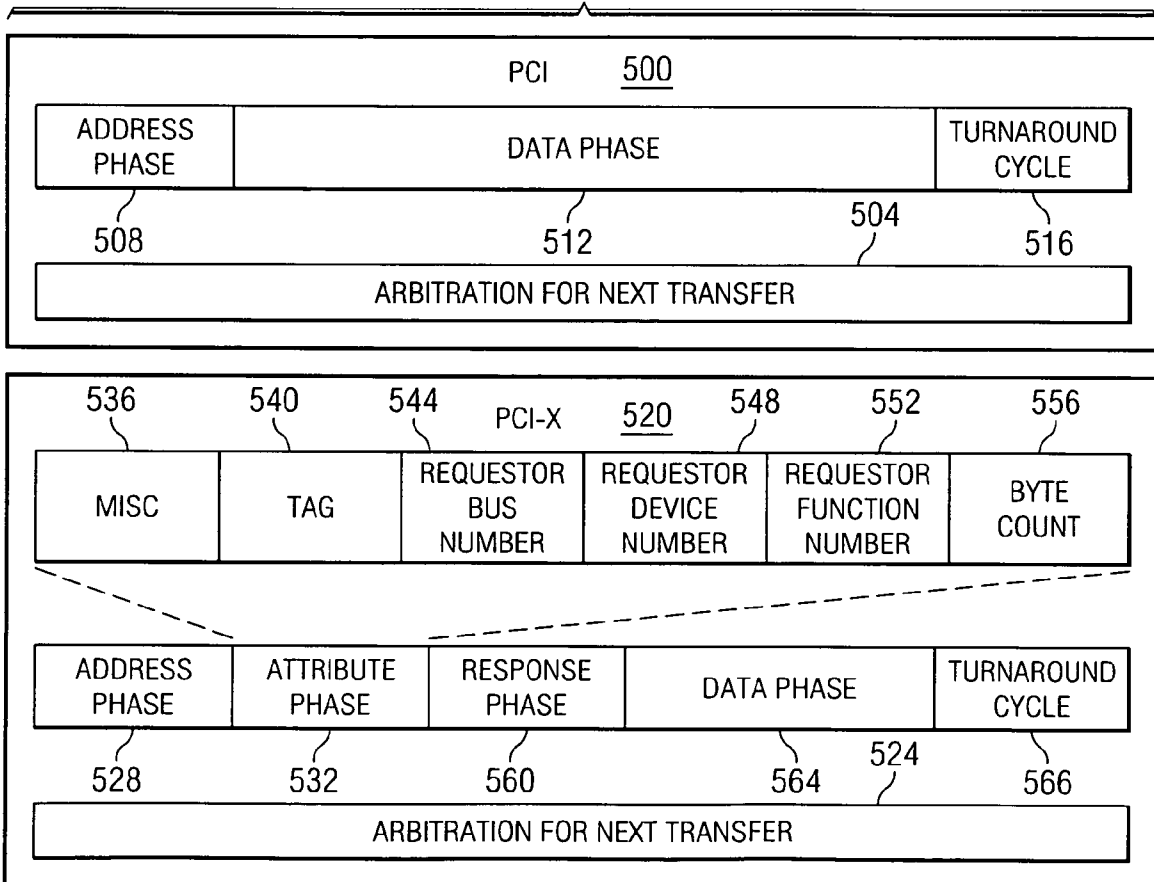 PCI 500
ADDRESS PHASE DATA PHASE TURNAROUND CYCLE
508 512 504 516
ARBITRATION FOR NEXT TRANSFER
536 540 544 PCI-X 520 548 552 556
MISC TAG REQUESTOR BUS NUMBER REQUESTOR DEVICE NUMBER REQUESTOR FUNCTION NUMBER BYTE COUNT
ADDRESS PHASE ATTRIBUTE PHASE RESPONSE PHASE DATA PHASE TURNAROUND CYCLE
528 532 560 564 524 566
ARBITRATION FOR NEXT TRANSFER